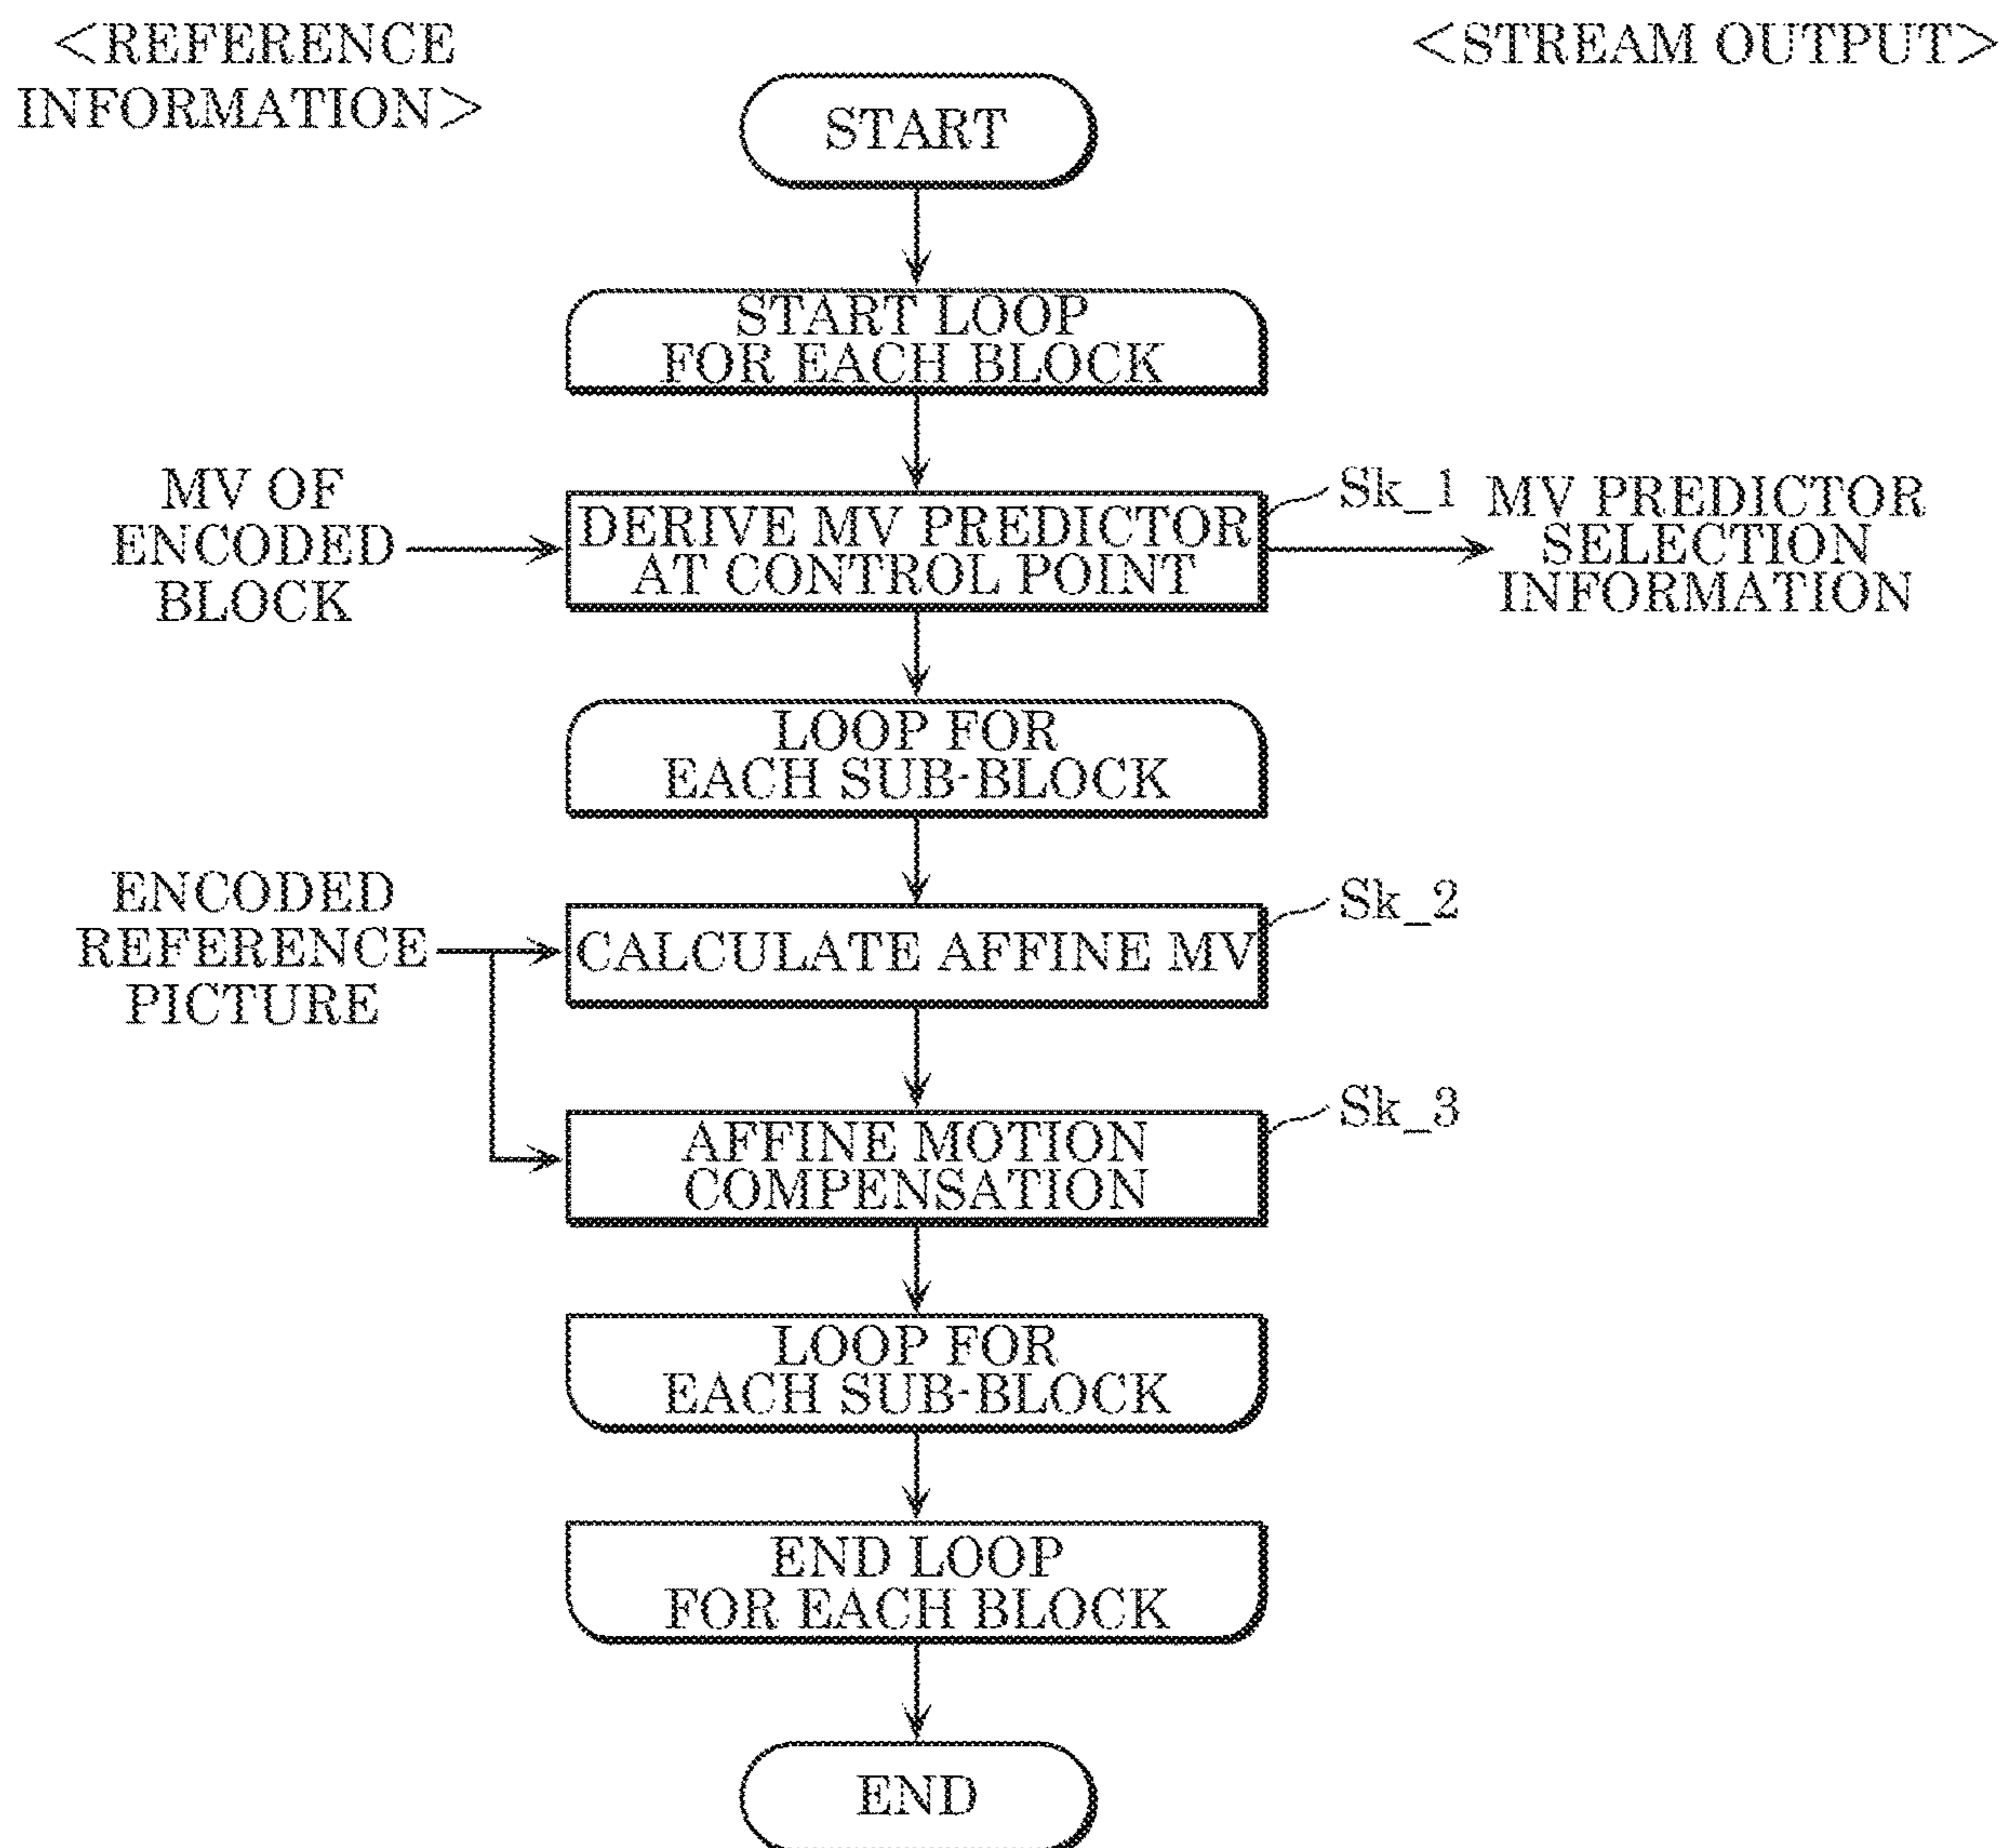 <REFERENCE
INFORMATION>
<STREAM OUTPUT>
START
START LOOP
FOR EACH BLOCK
MV OF
ENCODED
BLOCK
DERIVE MV PREDICTOR
AT CONTROL POINT
Sk_1
MV PREDICTOR
SELECTION
INFORMATION
LOOP FOR
EACH SUB-BLOCK
ENCODED
REFERENCE
PICTURE
CALCULATE AFFINE MV
Sk_2
AFFINE MOTION
COMPENSATION
Sk_3
LOOP FOR
EACH SUB-BLOCK
END LOOP
FOR EACH BLOCK
END